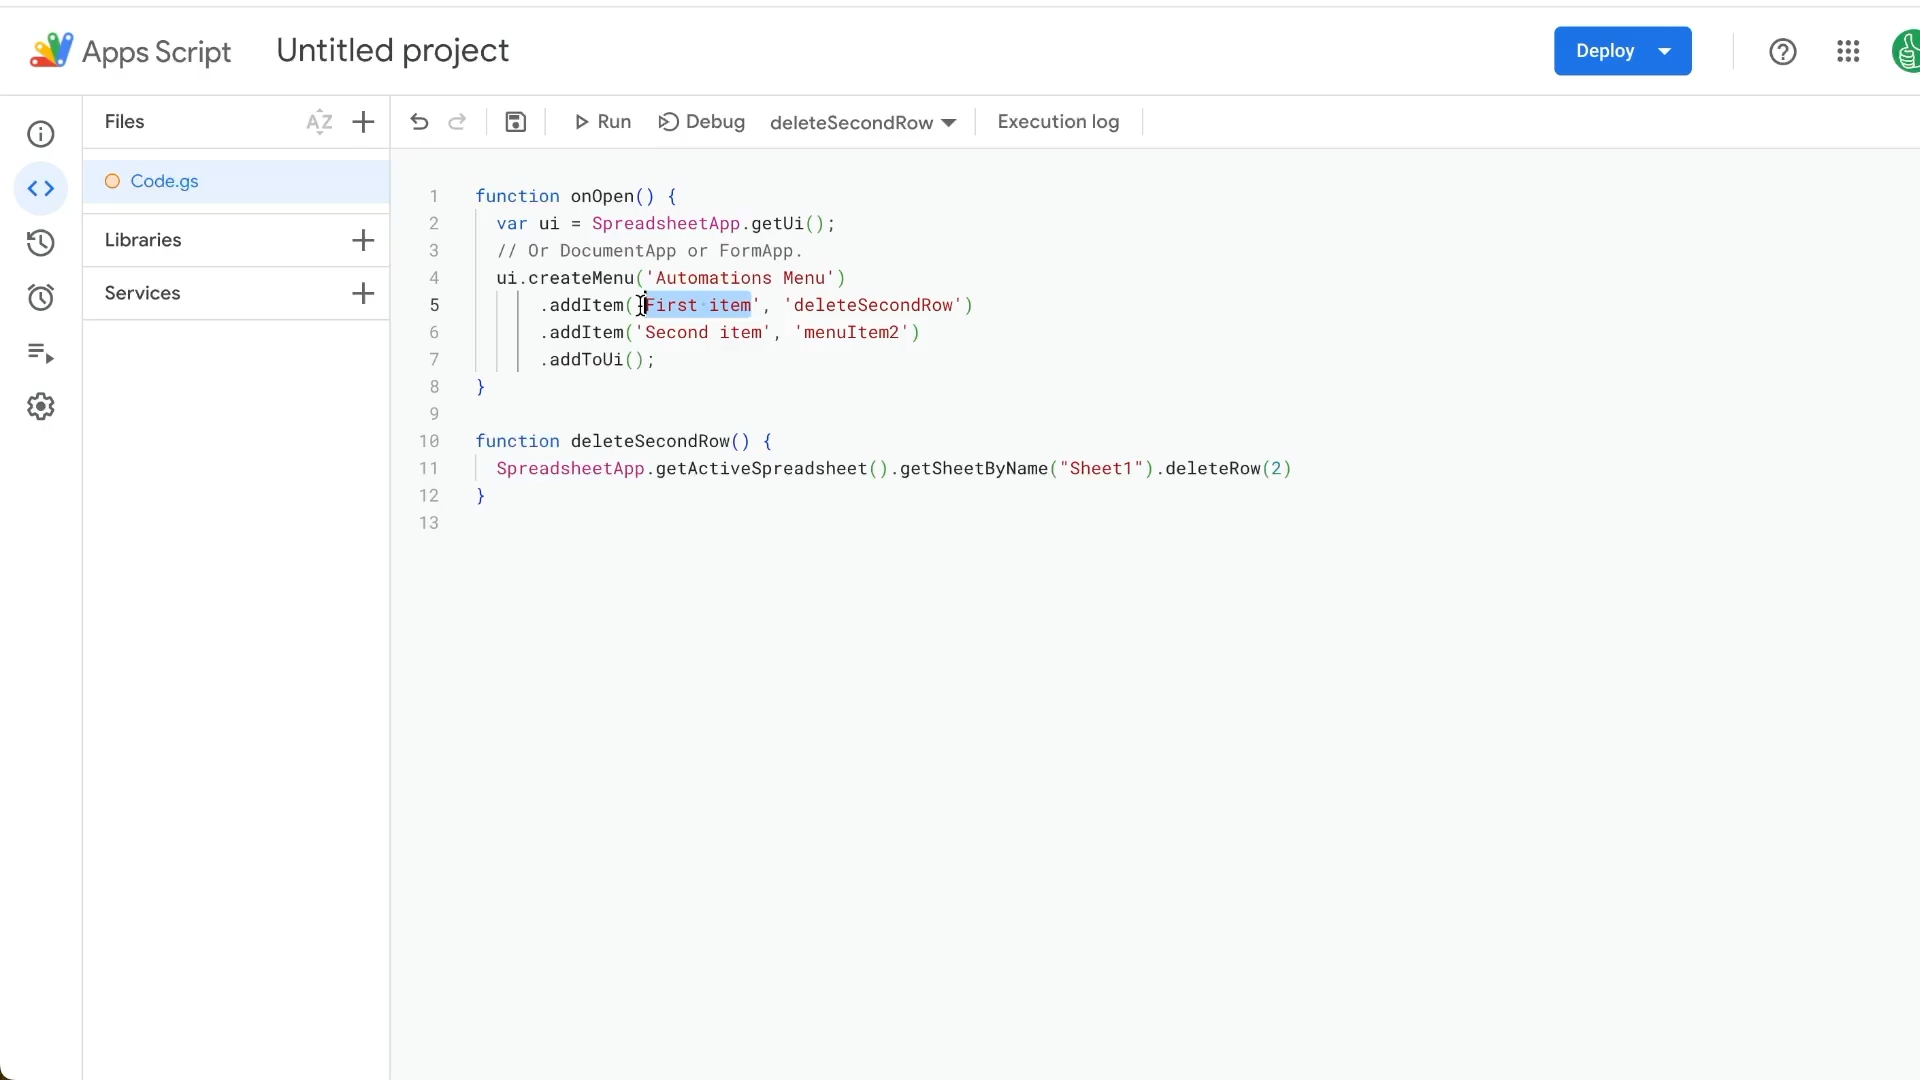 Apps Script
Untitled project
Deploy
Files
AZ
Run
Debug
deleteSecondRow
Execution log
Code.gs
Libraries
Services
1 function onOpen() {
2 var ui = SpreadsheetApp.getUi();
3 // Or DocumentApp or FormApp.
4 ui.createMenu('Automations Menu')
5 .addItem('First item', 'deleteSecondRow')
6 .addItem('Second item', 'menuItem2')
7 .addToUi();
8 }
9
10 function deleteSecondRow() {
11 SpreadsheetApp.getActiveSpreadsheet().getSheetByName("Sheet1").deleteRow(2)
12 }
13